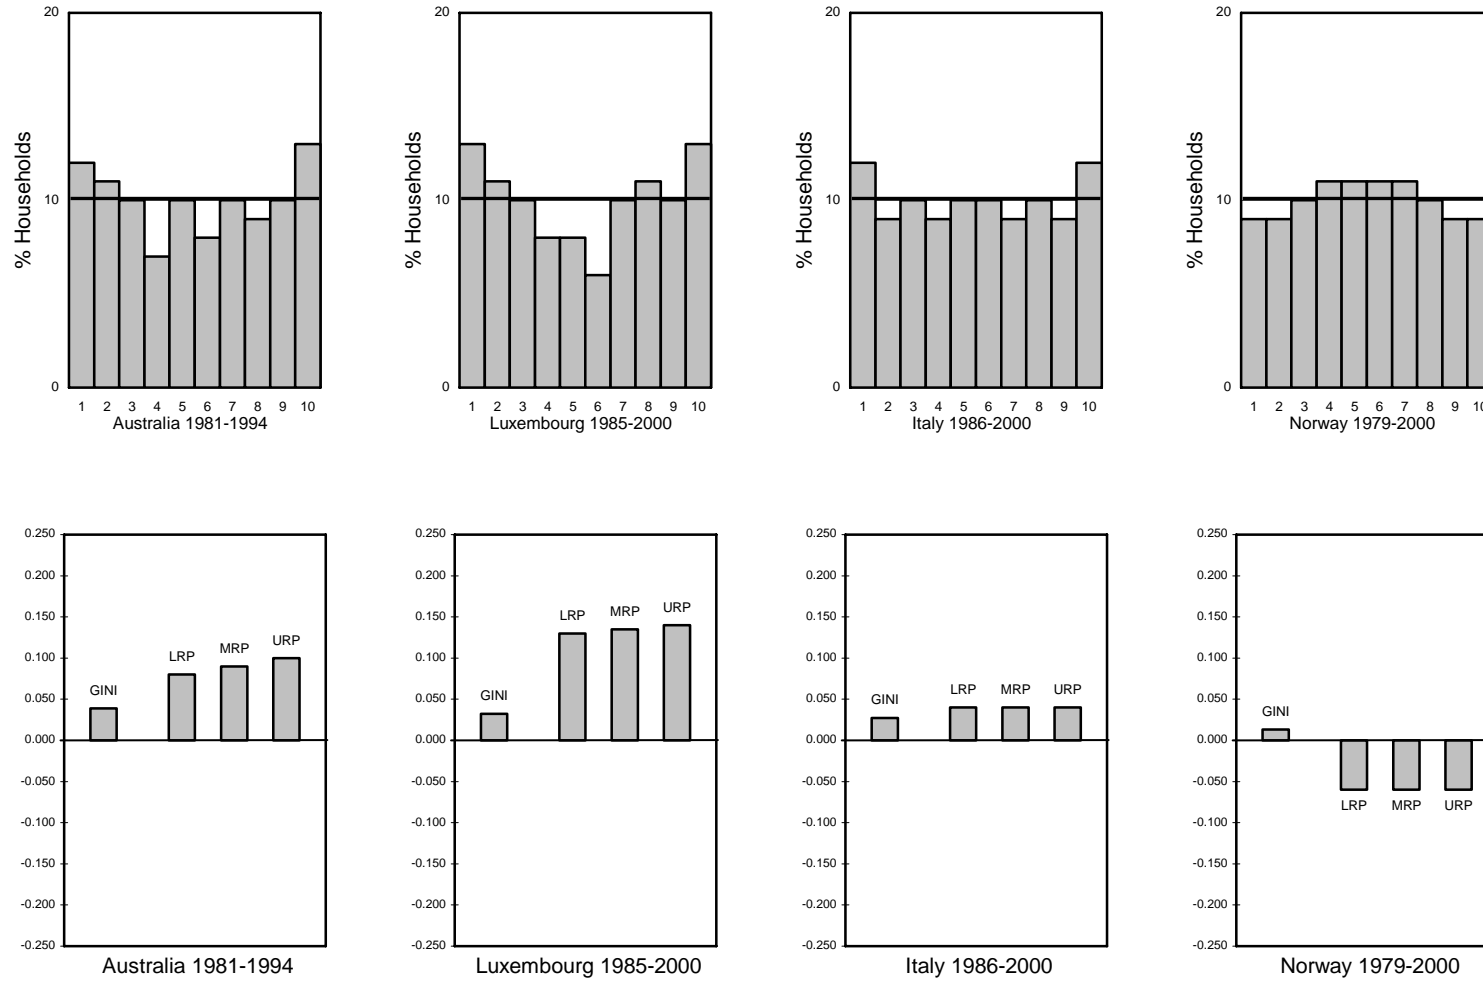 20
% Households
10
0
1 2 3 4 5 6 7 8 9 10
Australia 1981-1994
20
% Households
10
0
1 2 3 4 5 6 7 8 9 10
Luxembourg 1985-2000
20
% Households
10
0
1 2 3 4 5 6 7 8 9 10
Italy 1986-2000
20
% Households
10
0
1 2 3 4 5 6 7 8 9 10
Norway 1979-2000
0.250
0.200
0.150
0.100
0.050
0.000
-0.050
-0.100
-0.150
-0.200
-0.250
GINI LRP MRP URP
Australia 1981-1994
0.250
0.200
0.150
0.100
0.050
0.000
-0.050
-0.100
-0.150
-0.200
-0.250
GINI LRP MRP URP
Luxembourg 1985-2000
0.250
0.200
0.150
0.100
0.050
0.000
-0.050
-0.100
-0.150
-0.200
-0.250
GINI LRP MRP URP
Italy 1986-2000
0.250
0.200
0.150
0.100
0.050
0.000
-0.050
-0.100
-0.150
-0.200
-0.250
GINI
LRP MRP URP
Norway 1979-2000